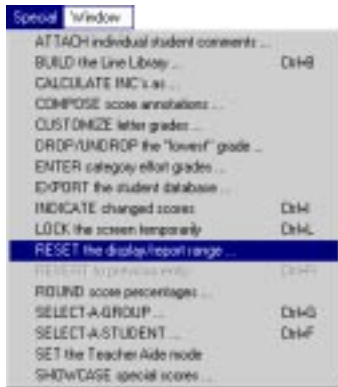 Special Window
ATTACH individual student comments ...
BUILD the Line Library ... Ctrl+B
CALCULATE INC's as ...
COMPOSE score annotations ...
CUSTOMIZE letter grades ...
DROP/UNDROP the "lowest" grade ...
ENTER category effort grades ...
EXPORT the student database ...
INDICATE changed scores Ctrl+I
LOCK the screen temporarily Ctrl+L
RESET the display/report range ...
REVERT to previous entry Ctrl+R
ROUND score percentages ...
SELECT-A-GROUP ... Ctrl+G
SELECT-A-STUDENT ... Ctrl+F
SET the Teacher Aide mode
SHOWCASE special scores ...